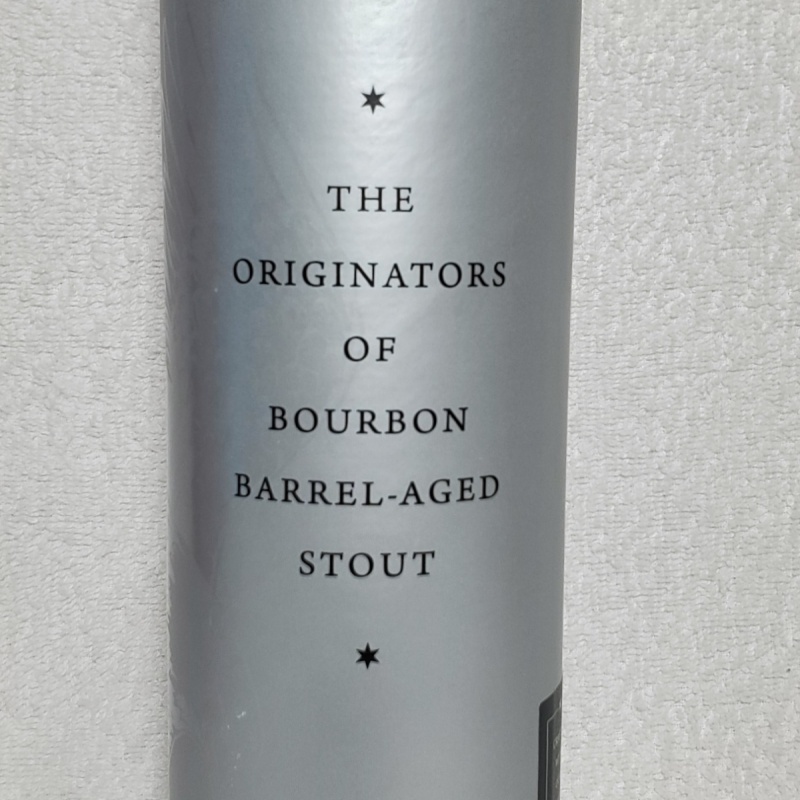 THE
ORIGINATORS
OF
BOURBON
BARREL-AGED
STOUT